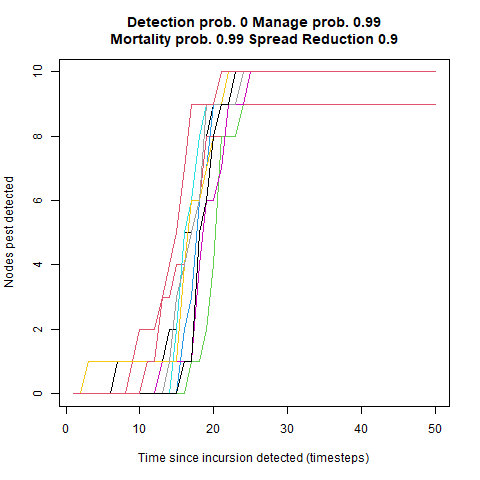 Detection prob. 0 Manage prob. 0.99
Mortality prob. 0.99 Spread Reduction 0.9
Nodes pest detected
10
8
6
4
2
0
0 10 20 30 40 50
Time since incursion detected (timesteps)